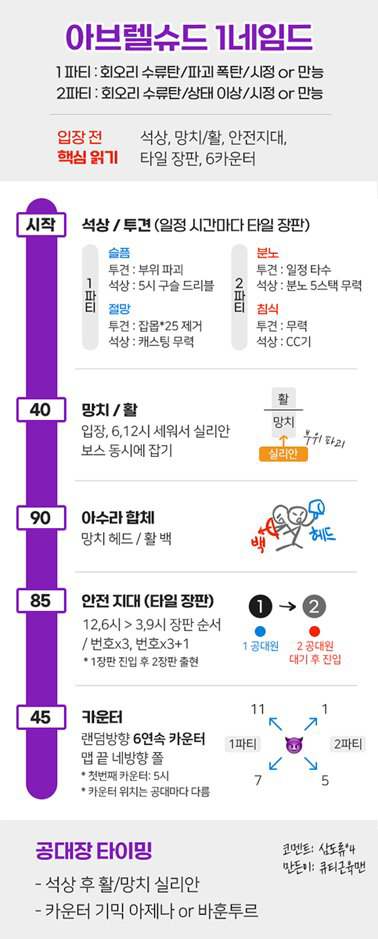 아브렐슈드 1네임드
1파티 : 회오리 수류탄/파괴 폭탄/시정 or 만능
2파티 : 회오리 수류탄/상태 이상/시정 or 만능
입장 전
핵심 읽기
석상, 망치/활, 안전지대,
타일 장판, 6카운터
시작
석상 / 투견 (일정 시간마다 타일 장판)
1파티
슬픔
투견 : 부위 파괴
석상 : 5시 구슬 드리블
절망
투견 : 잡몹*25 제거
석상 : 캐스팅 무력
2파티
분노
투견 : 일정 타수
석상 : 분노 5스택 무력
침식
투견 : 무력
석상 : CC기
40
망치 / 활
입장, 6,12시 세워서 실리안
보스 동시에 잡기
활
망치
부위 파괴
실리안
90
아수라 합체
망치 헤드 / 활 백
백
헤드
85
안전 지대 (타일 장판)
12,6시 > 3,9시 장판 순서
/ 번호x3, 번호x3+1
* 1장판 진입 후 2장판 출현
1
2
1 공대원
2 공대원
대기 후 진입
45
카운터
랜덤방향 6연속 카운터
맵 끝 네방향 쫄
* 첫번째 카운터: 5시
* 카운터 위치는 공대마다 다름
11
1
1파티
2파티
7
5
공대장 타이밍
- 석상 후 활/망치 실리안
- 카운터 기믹 아제나 or 바훈투르
코멘트: 삼도류*4
만든이: 큐티근육맨